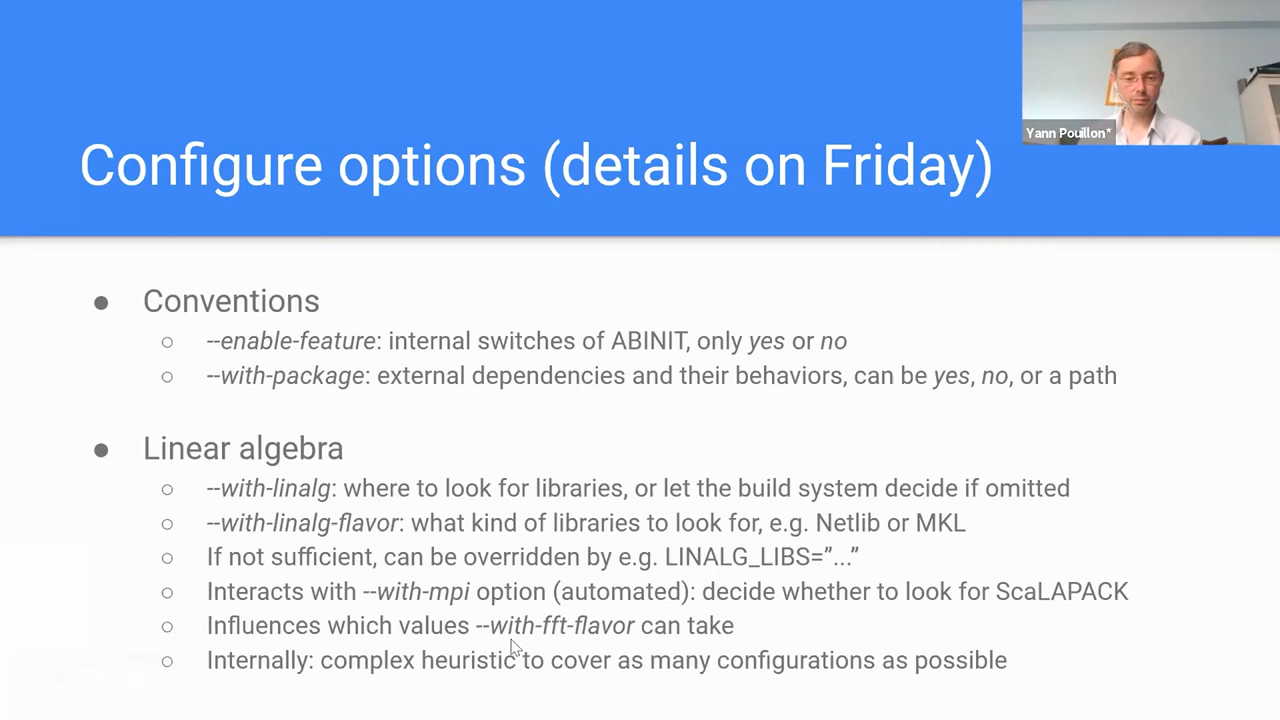 Yann Pouillon*
Configure options (details on Friday)
● Conventions
○ --enable-feature: internal switches of ABINIT, only yes or no
○ --with-package: external dependencies and their behaviors, can be yes, no, or a path
● Linear algebra
○ --with-linalg: where to look for libraries, or let the build system decide if omitted
○ --with-linalg-flavor: what kind of libraries to look for, e.g. Netlib or MKL
○ If not sufficient, can be overridden by e.g. LINALG_LIBS=”...”
○ Interacts with --with-mpi option (automated): decide whether to look for ScaLAPACK
○ Influences which values --with-fft-flavor can take
○ Internally: complex heuristic to cover as many configurations as possible